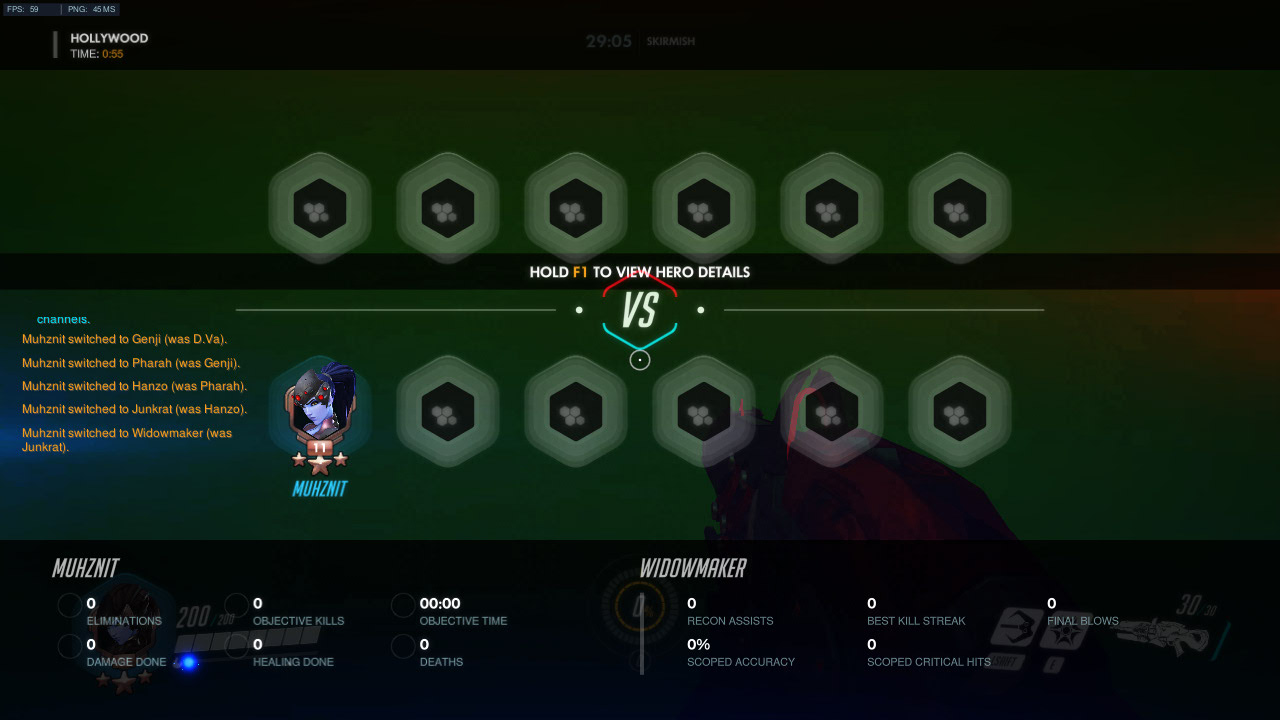 FPS: 59 | PNG: 45 MS
HOLLYWOOD
TIME: 0:55
29:05 SKIRMISH
HOLD F1 TO VIEW HERO DETAILS
VS
channels.
Muhznit switched to Genji (was D.Va).
Muhznit switched to Pharah (was Genji).
Muhznit switched to Hanzo (was Pharah).
Muhznit switched to Junkrat (was Hanzo).
Muhznit switched to Widowmaker (was
Junkrat).
11
MUHZNIT
MUHZNIT
WIDOWMAKER
0
ELIMINATIONS
0
OBJECTIVE KILLS
00:00
OBJECTIVE TIME
0
RECON ASSISTS
0
BEST KILL STREAK
0
FINAL BLOWS
0
DAMAGE DONE
0
HEALING DONE
0
DEATHS
0%
SCOPED ACCURACY
0
SCOPED CRITICAL HITS
200 / 200
30 30